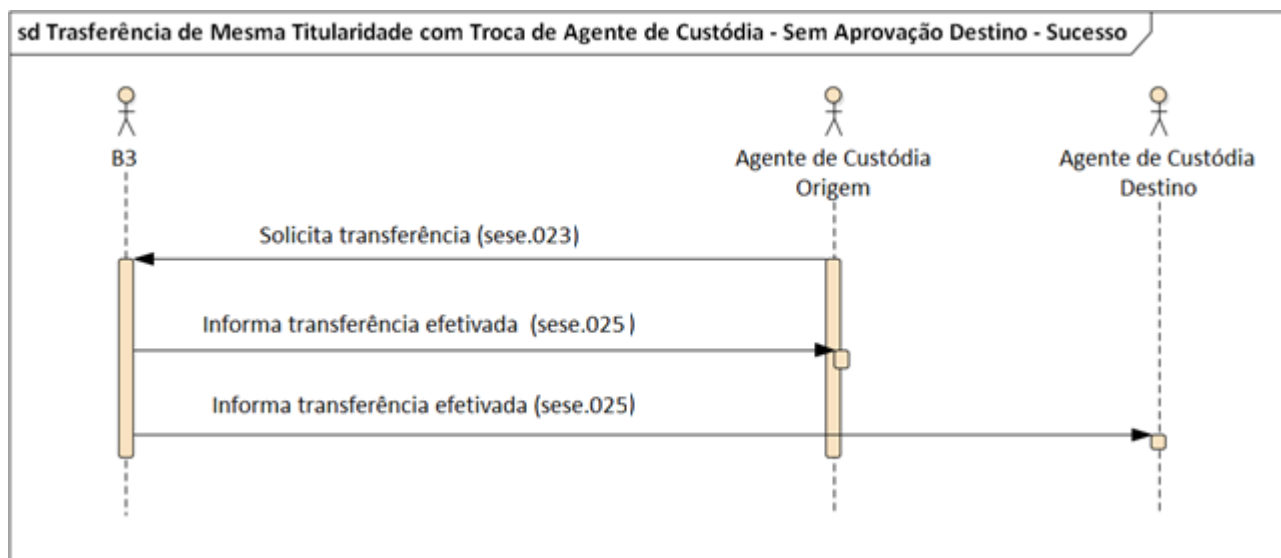 sd Trasferência de Mesma Titularidade com Troca de Agente de Custódia - Sem Aprovação Destino - Sucesso
B3
Agente de Custódia
Origem
Agente de Custódia
Destino
Solicita transferência (sese.023)
Informa transferência efetivada (sese.025)
Informa transferência efetivada (sese.025)